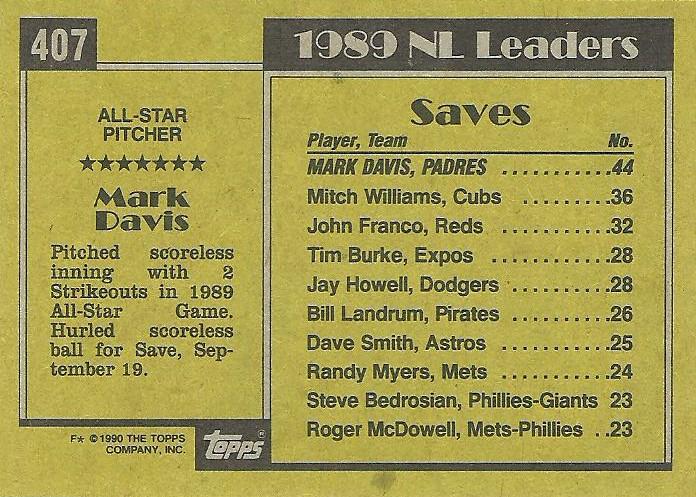 407
ALL-STAR
PITCHER
★★★★★★★
Mark
Davis
Pitched scoreless
inning with 2
Strikeouts in 1989
All-Star Game.
Hurled scoreless
ball for Save, Sep-
tember 19.
F★ ©1990 THE TOPPS
COMPANY, INC.
TOPPS®
1989 NL Leaders
Saves
Player, Team No.
MARK DAVIS, PADRES ...........44
Mitch Williams, Cubs ...........36
John Franco, Reds ............32
Tim Burke, Expos ............28
Jay Howell, Dodgers ...........28
Bill Landrum, Pirates ..........26
Dave Smith, Astros ...........25
Randy Myers, Mets ...........24
Steve Bedrosian, Phillies-Giants 23
Roger McDowell, Mets-Phillies ..23